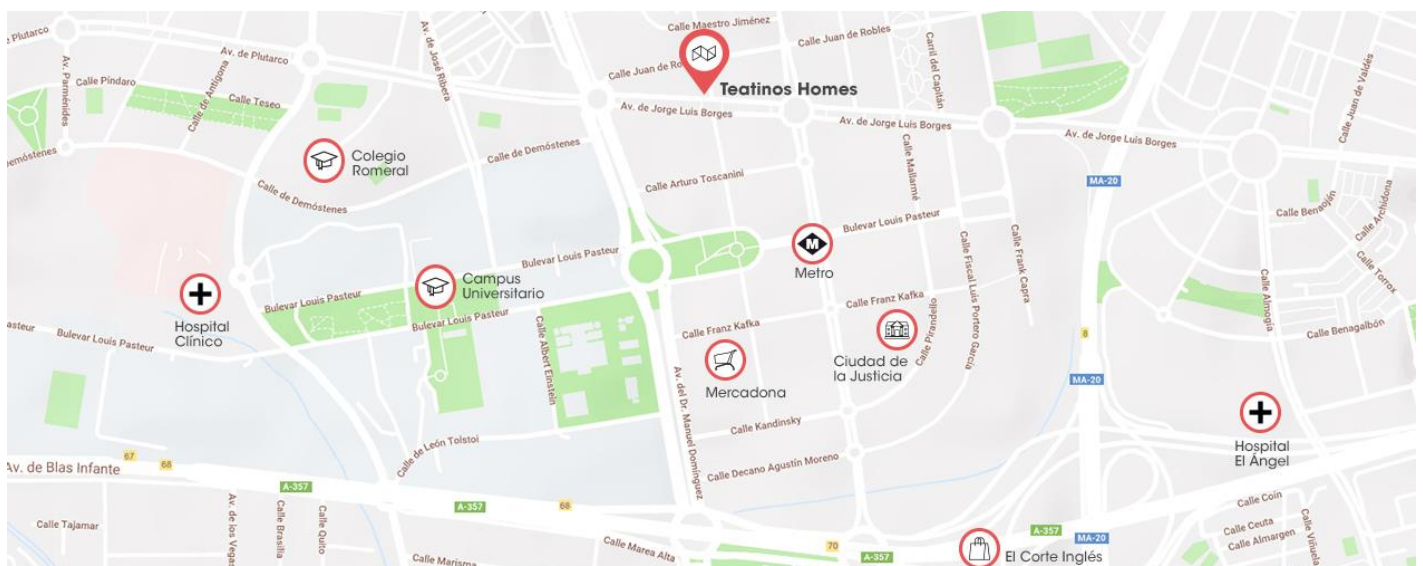 Calle Maestro Jiménez
Calle Juan de Robles
Av. de Plutarco
Av. de José Ribera
Av. de Plutarco
Carril del Capitán
Calle Juan de Valdés
Av. Parménides
Calle Píndaro
Calle de Antígona
Calle Teseo
Teatinos Homes
Av. de Jorge Luis Borges
Av. de Jorge Luis Borges
Av. de Jorge Luis Borges
Demóstenes
Colegio
Romeral
Calle de Demóstenes
Calle de Demóstenes
Calle Arturo Toscanini
Calle Mallarmé
MA-20
Calle Benaoján
Calle Archidona
Calle Torrox
Bulevar Louis Pasteur
Bulevar Louis Pasteur
M
Metro
Calle Fiscal Luis Portero García
Calle Frank Capra
Campus
Universitario
Bulevar Louis Pasteur
Bulevar Louis Pasteur
Hospital
Clínico
Bulevar Louis Pasteur
Calle Albert Einstein
Calle Franz Kafka
Calle Franz Kafka
Calle Pirandello
Ciudad de
la Justicia
Calle Almogía
Calle Benagalbón
8
MA-20
Mercadona
Av. del Dr. Manuel Domínguez
Calle Kandinsky
Calle de León Tolstoi
Calle Decano Agustín Moreno
Hospital
El Ángel
67
68
Av. de Blas Infante
A-357
A-357
68
Calle Tajamar
Av. de los Vegas
Calle Brasilia
Calle Quito
Calle Marisma
Calle Marea Alta
70
A-357
El Corte Inglés
A-357
MA-20
Calle Coín
Calle Ceuta
Calle Almargen
Calle Viñuela